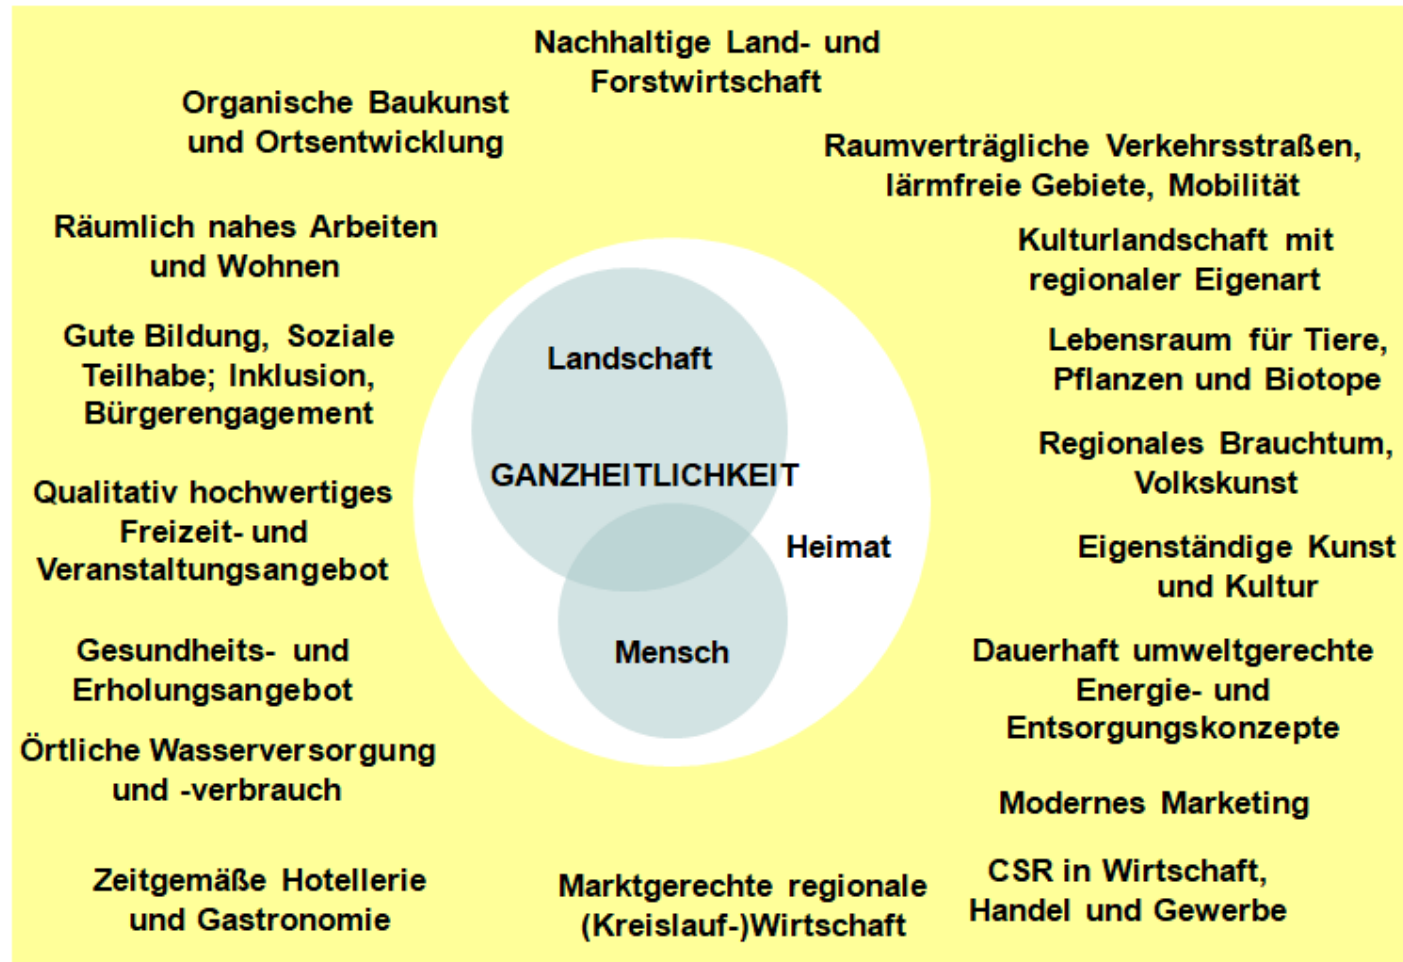 Nachhaltige Land- und
Forstwirtschaft
Organische Baukunst
und Ortsentwicklung
Raumverträgliche Verkehrsstraßen,
lärmfreie Gebiete, Mobilität
Räumlich nahes Arbeiten
und Wohnen
Kulturlandschaft mit
regionaler Eigenart
Gute Bildung, Soziale
Teilhabe; Inklusion,
Bürgerengagement
Landschaft
Lebensraum für Tiere,
Pflanzen und Biotope
GANZHEITLICHKEIT
Regionales Brauchtum,
Volkskunst
Qualitativ hochwertiges
Freizeit- und
Veranstaltungsangebot
Heimat
Eigenständige Kunst
und Kultur
Mensch
Gesundheits- und
Erholungsangebot
Dauerhaft umweltgerechte
Energie- und
Entsorgungskonzepte
Örtliche Wasserversorgung
und -verbrauch
Modernes Marketing
Zeitgemäße Hotellerie
und Gastronomie
Marktgerechte regionale
(Kreislauf-)Wirtschaft
CSR in Wirtschaft,
Handel und Gewerbe